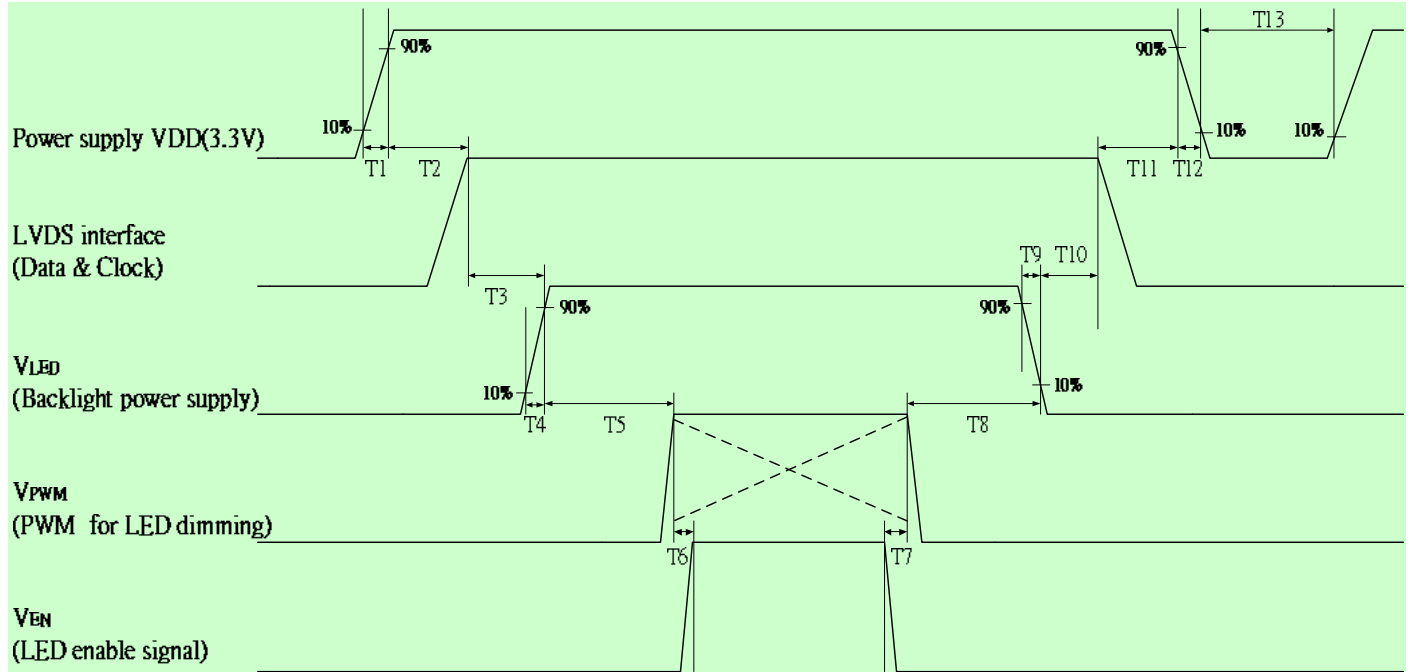 T13
90%
90%
10%
10%
10%
Power supply VDD(3.3V)
T1
T2
T11
T12
LVDS interface
(Data & Clock)
T9
T10
T3
90%
90%
VLED
(Backlight power supply)
10%
10%
T4
T5
T8
VPWM
(PWM for LED dimming)
T6
T7
VEN
(LED enable signal)